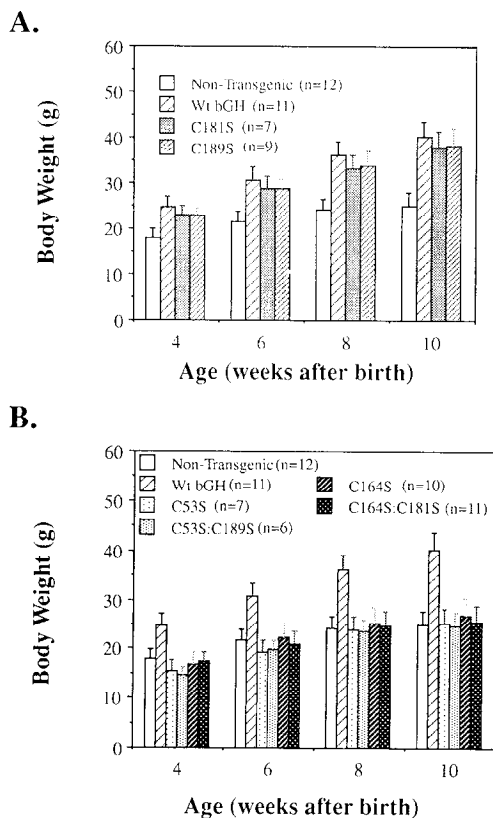 A.
60
50
40
30
20
10
0
Body Weight (g)
Non-Transgenic (n=12)
Wt bGH (n=11)
C181S (n=7)
C189S (n=9)
4 6 8 10
Age (weeks after birth)
B.
60
50
40
30
20
10
0
Body Weight (g)
Non-Transgenic (n=12)
Wt bGH (n=11)
C53S (n=7)
C53S:C189S (n=6)
C164S (n=10)
C164S:C181S (n=11)
4 6 8 10
Age (weeks after birth)